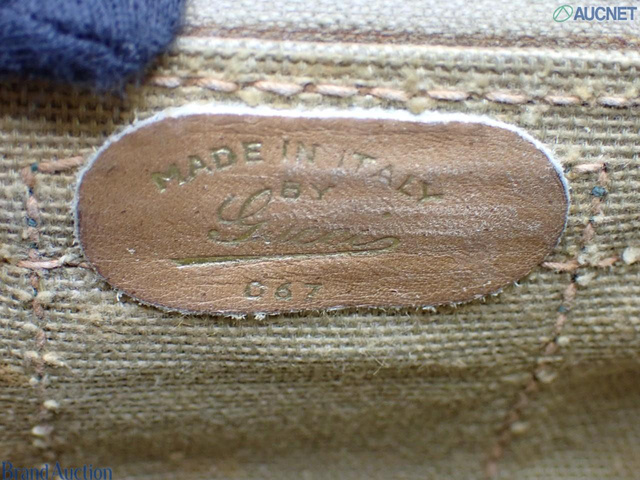 AUCNET
MADE IN ITALY
BY
Gucci
067
Brand Auction